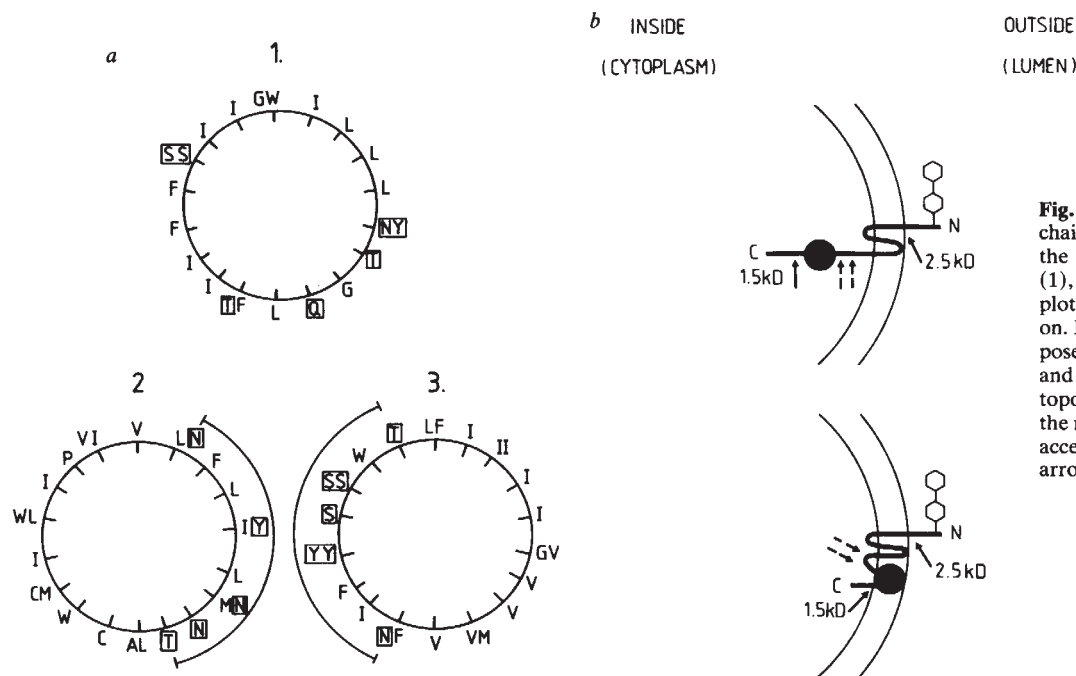 a
1.
GW
I
L
L
L
NY
T
G
Q
L
TF
I
I
F
F
SS
I
I
2
V
LN
F
L
IY
L
MN
N
T
AL
C
W
CM
I
WL
I
P
VI
3.
LF
I
II
I
I
GV
V
V
VM
V
NF
I
F
YY
S
SS
W
T
b
INSIDE
OUTSIDE
(CYTOPLASM)
(LUMEN)
N
C
1.5kD
2.5kD
N
C
2.5kD
1.5kD
Fig.
chai
the
(1),
plot
on. 
pose
and
topo
the
acce
arro